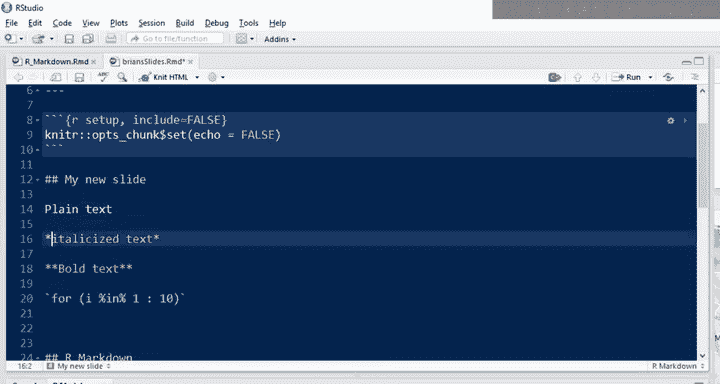 RStudio
File Edit Code View Plots Session Build Debug Tools Help
Go to file/function Addins
R_Markdown.Rmd × briansSlides.Rmd* ×
ABC Knit HTML Run
6 ---
7
8 ```{r setup, include=FALSE}
9 knitr::opts_chunk$set(echo = FALSE)
10 ```
11
12 ## My new slide
13
14 Plain text
15
16 *italicized text*
17
18 **Bold text**
19
20 `for (i %in% 1 : 10)`
21
22
23
24 ## R Markdown
16:2 My new slide R Markdown